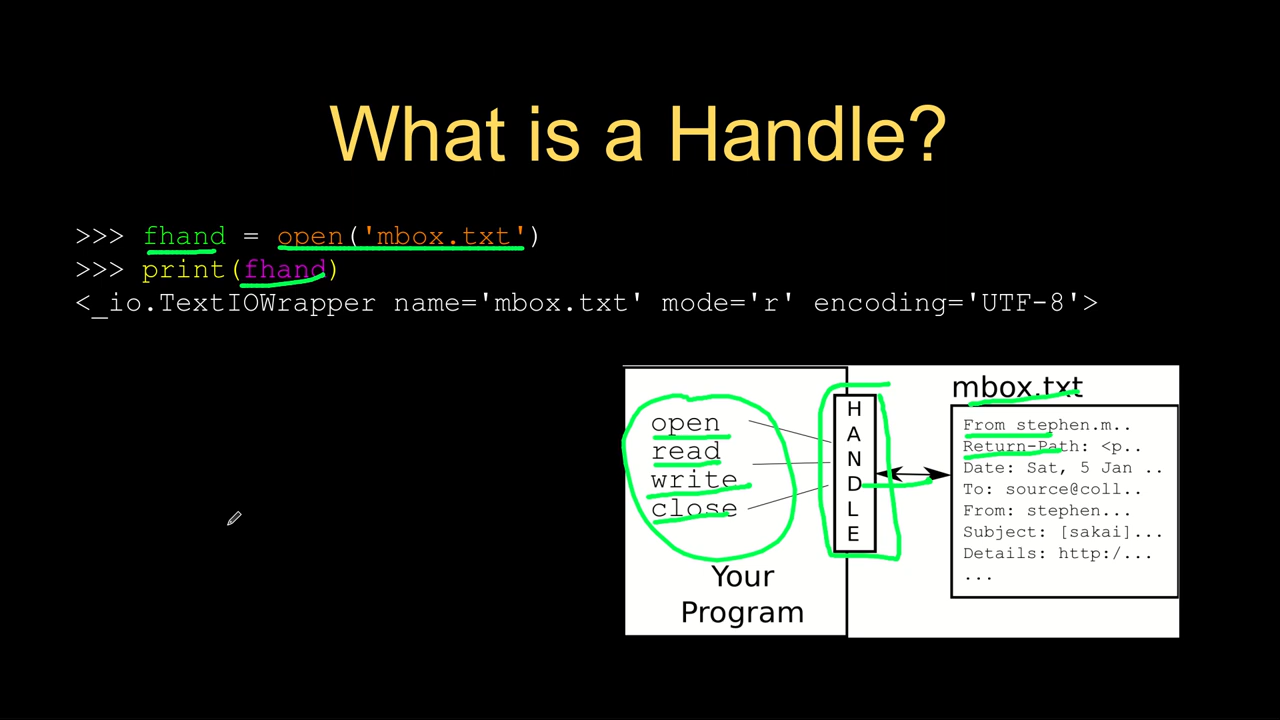 What is a Handle?
>>> fhand = open('mbox.txt')
>>> print(fhand)
<_io.TextIOWrapper name='mbox.txt' mode='r' encoding='UTF-8'>
open
read
write
close
Your
Program
H
A
N
D
L
E
mbox.txt
From stephen.m..
Return-Path: <p..
Date: Sat, 5 Jan ..
To: source@coll..
From: stephen...
Subject: [sakai]...
Details: http:/...
...